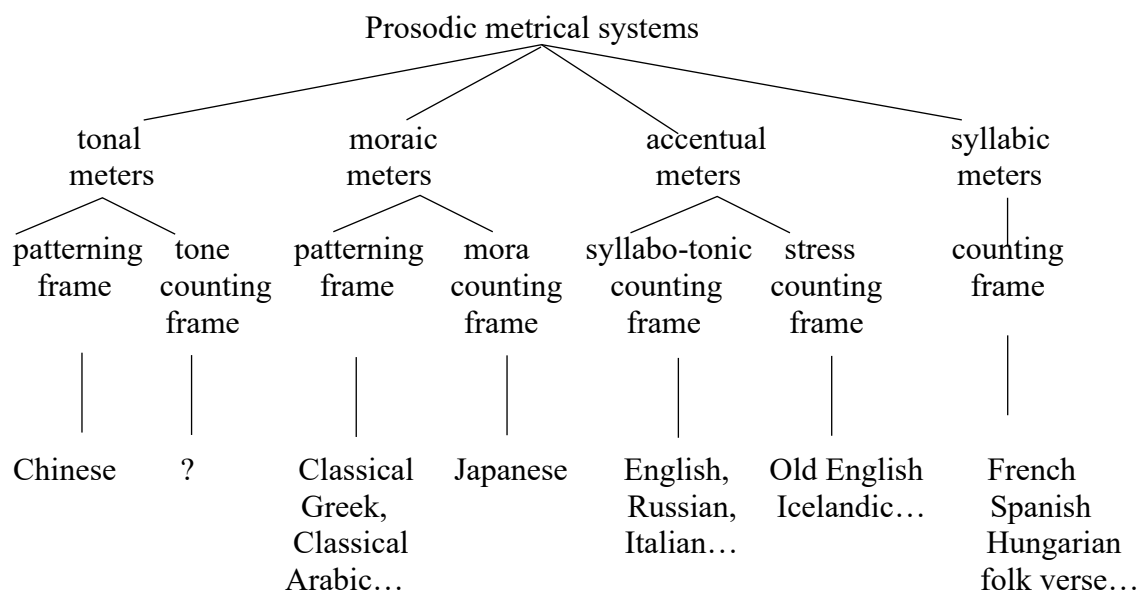 Prosodic metrical systems
tonal moraic accentual syllabic
meters meters meters meters
patterning tone patterning mora syllabo-tonic stress counting
frame counting frame counting counting counting frame
frame frame frame frame
Chinese ? Classical Japanese English, Old English French
Greek, Russian, Icelandic… Spanish
Classical Italian… Hungarian
Arabic… folk verse…